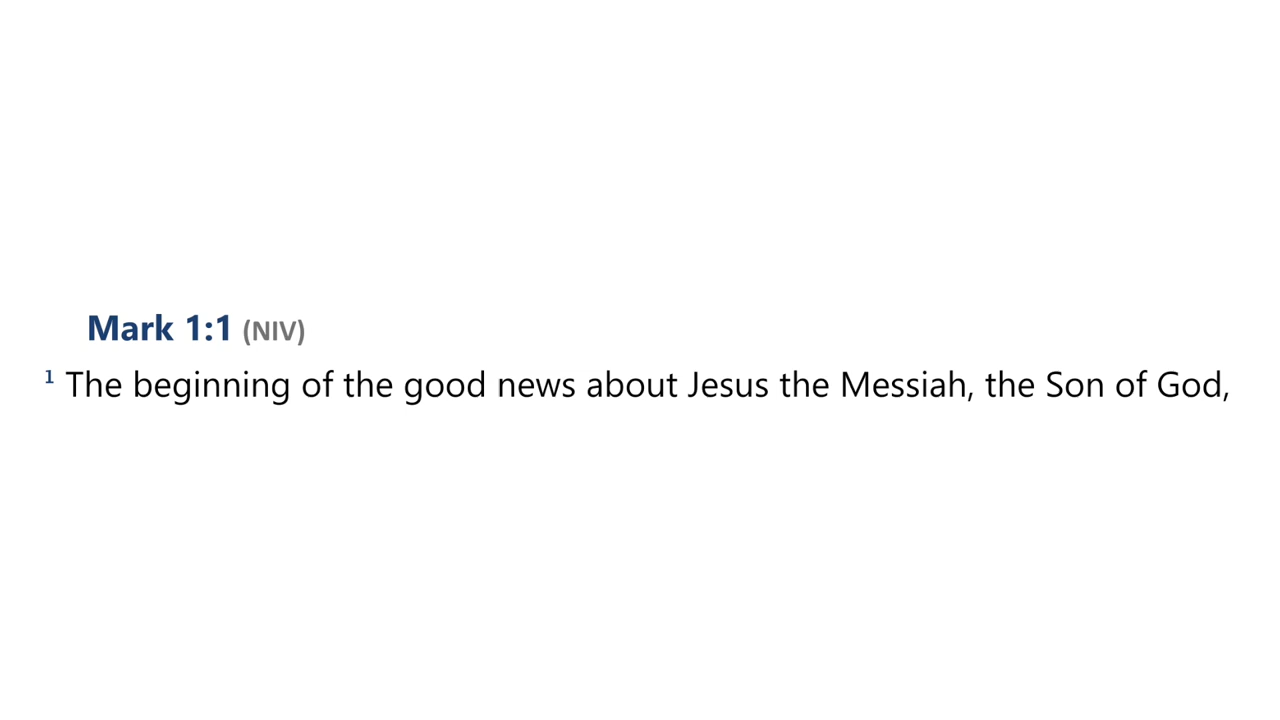 Mark 1:1 (NIV)
1 The beginning of the good news about Jesus the Messiah, the Son of God,